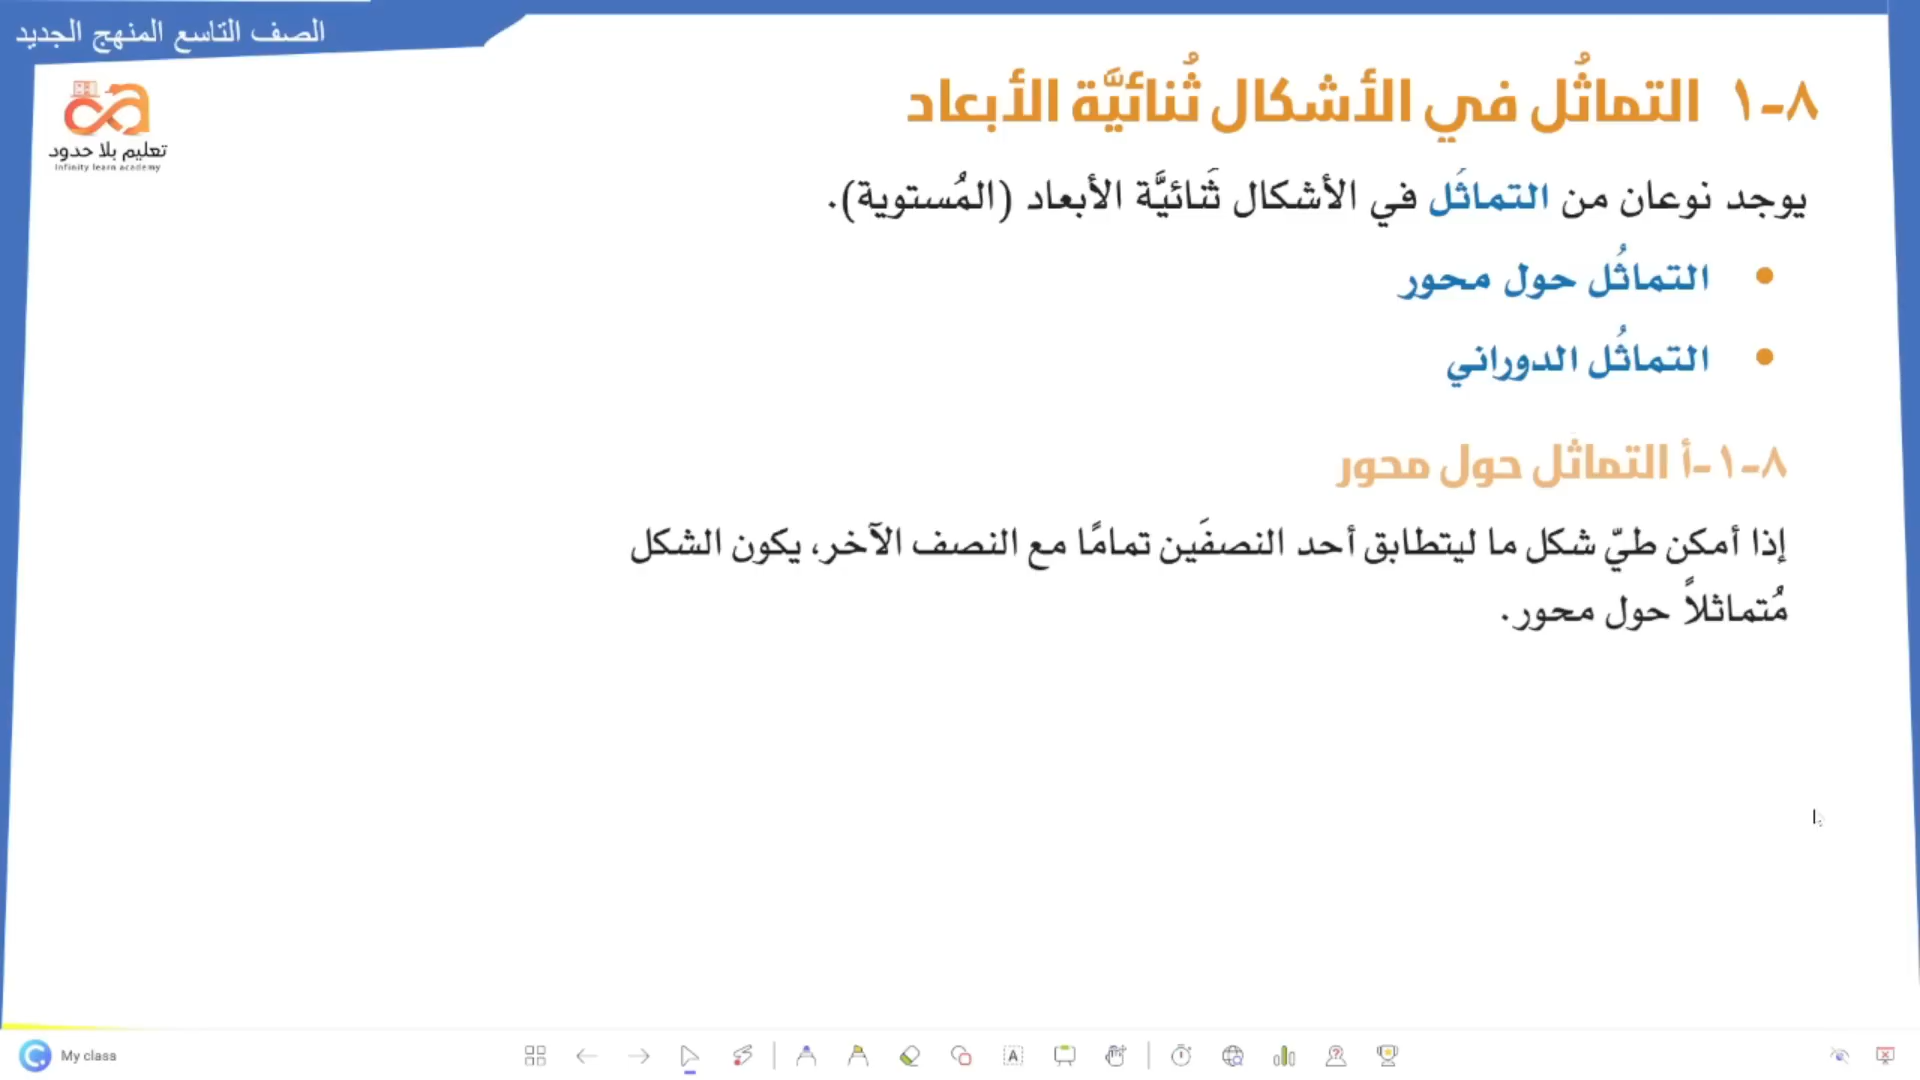 الصف التاسع المنهج الجديد
تعليم بلا حدود
Infinity learn academy
٨-١ التماثُل في الأشكال ثُنائيَّة الأبعاد
يوجد نوعان من التماثُل في الأشكال ثُنائيَّة الأبعاد (المُستوية).
• التماثُل حول محور
• التماثُل الدوراني
٨-١-أ التماثُل حول محور
إذا أمكن طيّ شكل ما ليتطابق أحد النصفَين تمامًا مع النصف الآخر، يكون الشكل
مُتماثلاً حول محور.
My class